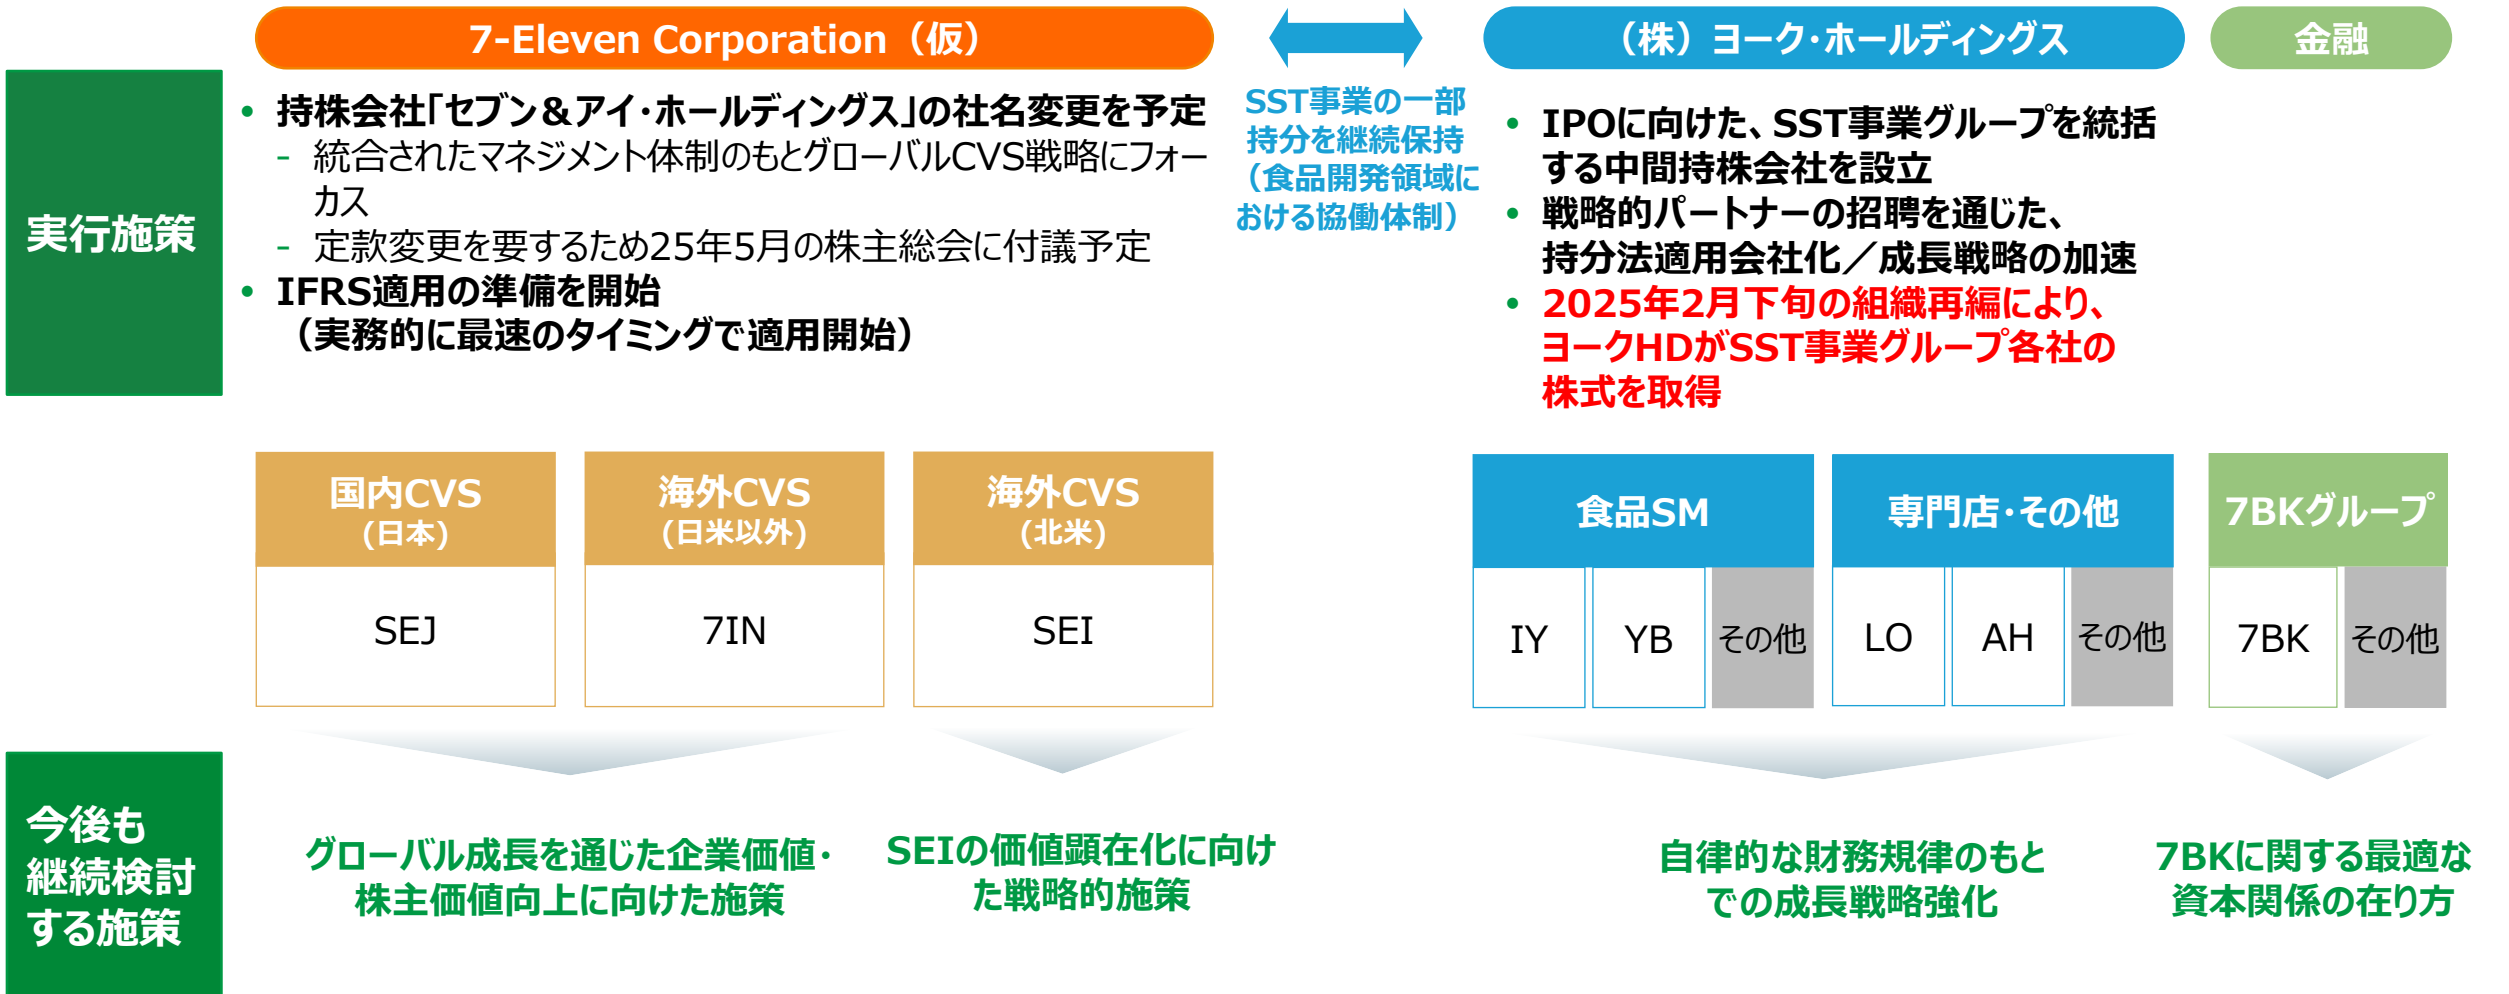 7-Eleven Corporation（仮）
（株）ヨーク・ホールディングス
金融
実行施策
• 持株会社「セブン＆アイ・ホールディングス」の社名変更を予定
- 統合されたマネジメント体制のもとグローバルCVS戦略にフォー
カス
- 定款変更を要するため25年5月の株主総会に付議予定
• IFRS適用の準備を開始
（実務的に最速のタイミングで適用開始）
SST事業の一部
持分を継続保持
（食品開発領域に
おける協働体制）
• IPOに向けた、SST事業グループを統括
する中間持株会社を設立
• 戦略的パートナーの招聘を通じた、
持分法適用会社化／成長戦略の加速
• 2025年2月下旬の組織再編により、
ヨークHDがSST事業グループ各社の
株式を取得
国内CVS
(日本)
海外CVS
(日米以外)
海外CVS
(北米)
食品SM
専門店・その他
7BKグループ
SEJ
7IN
SEI
IY
YB
その他
LO
AH
その他
7BK
その他
今後も
継続検討
する施策
グローバル成長を通じた企業価値・
株主価値向上に向けた施策
SEIの価値顕在化に向け
た戦略的施策
自律的な財務規律のもと
での成長戦略強化
7BKに関する最適な
資本関係の在り方